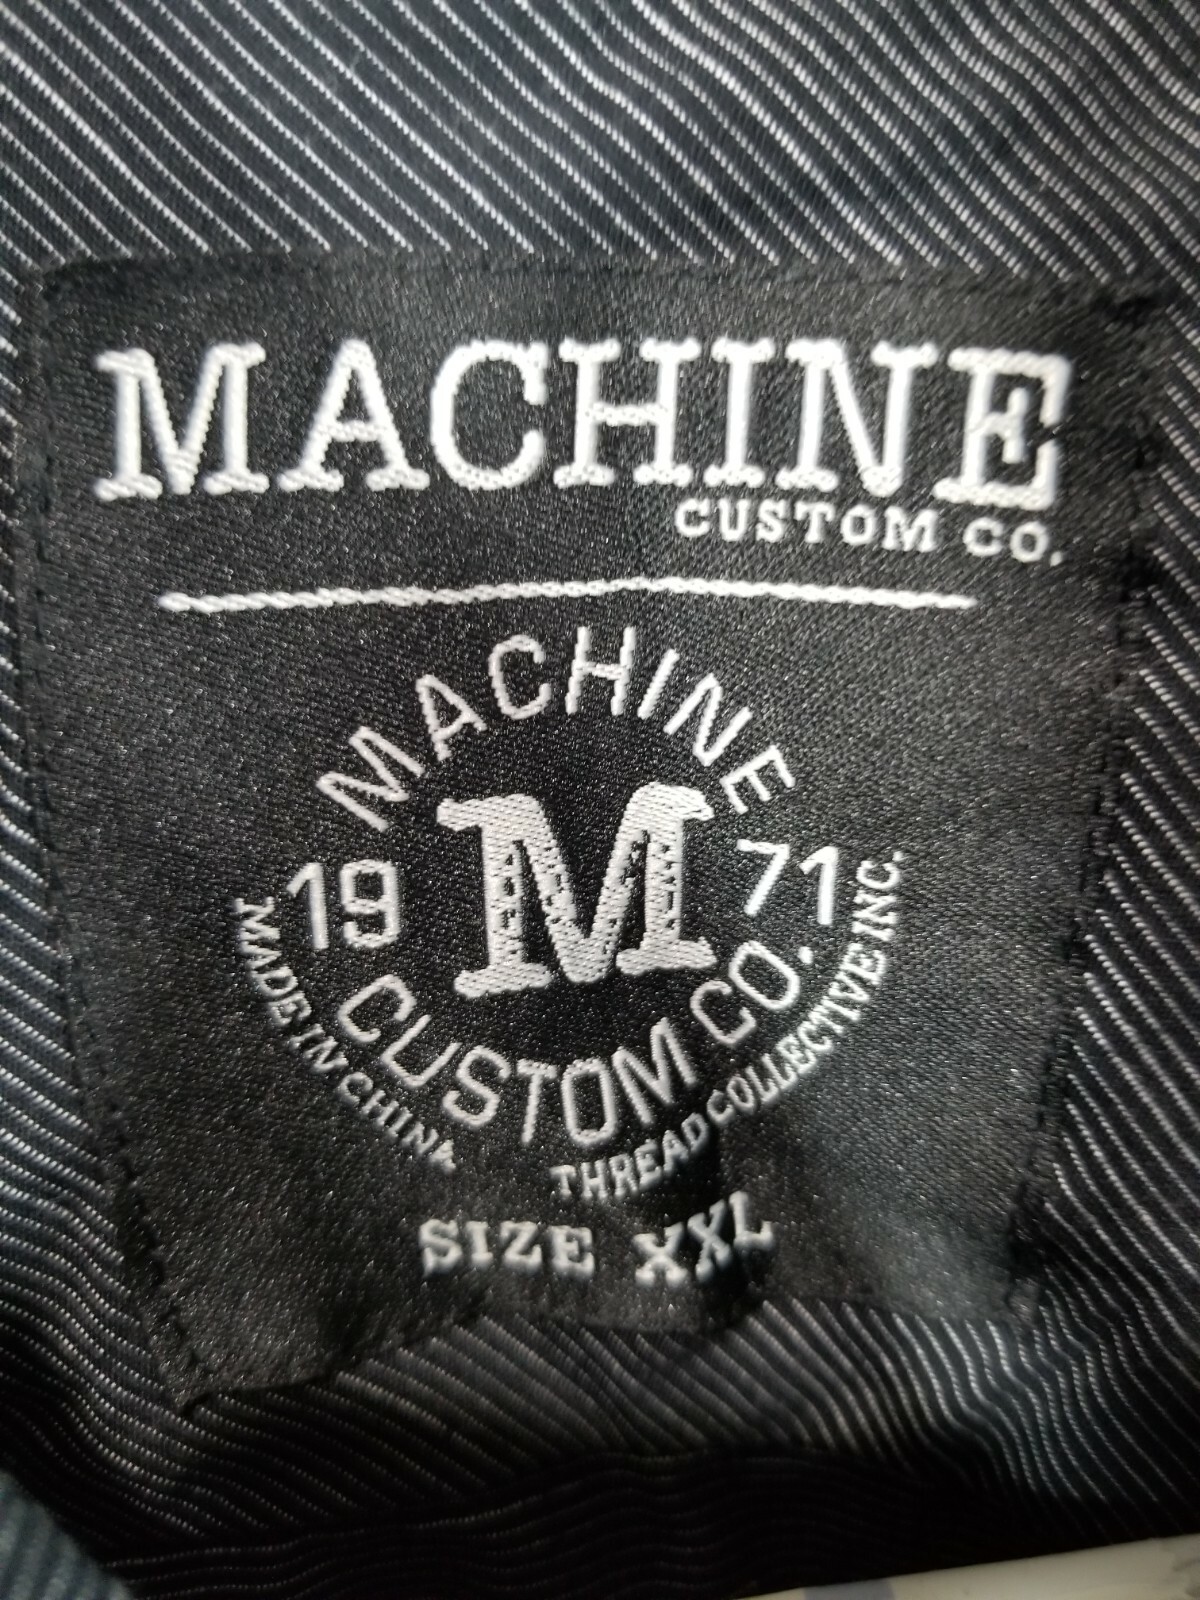 MACHINE
CUSTOM CO.
MACHINE
19 M 71
CUSTOM CO.
MADE IN CHINA
THREAD COLLECTIVE INC.
SIZE XXL